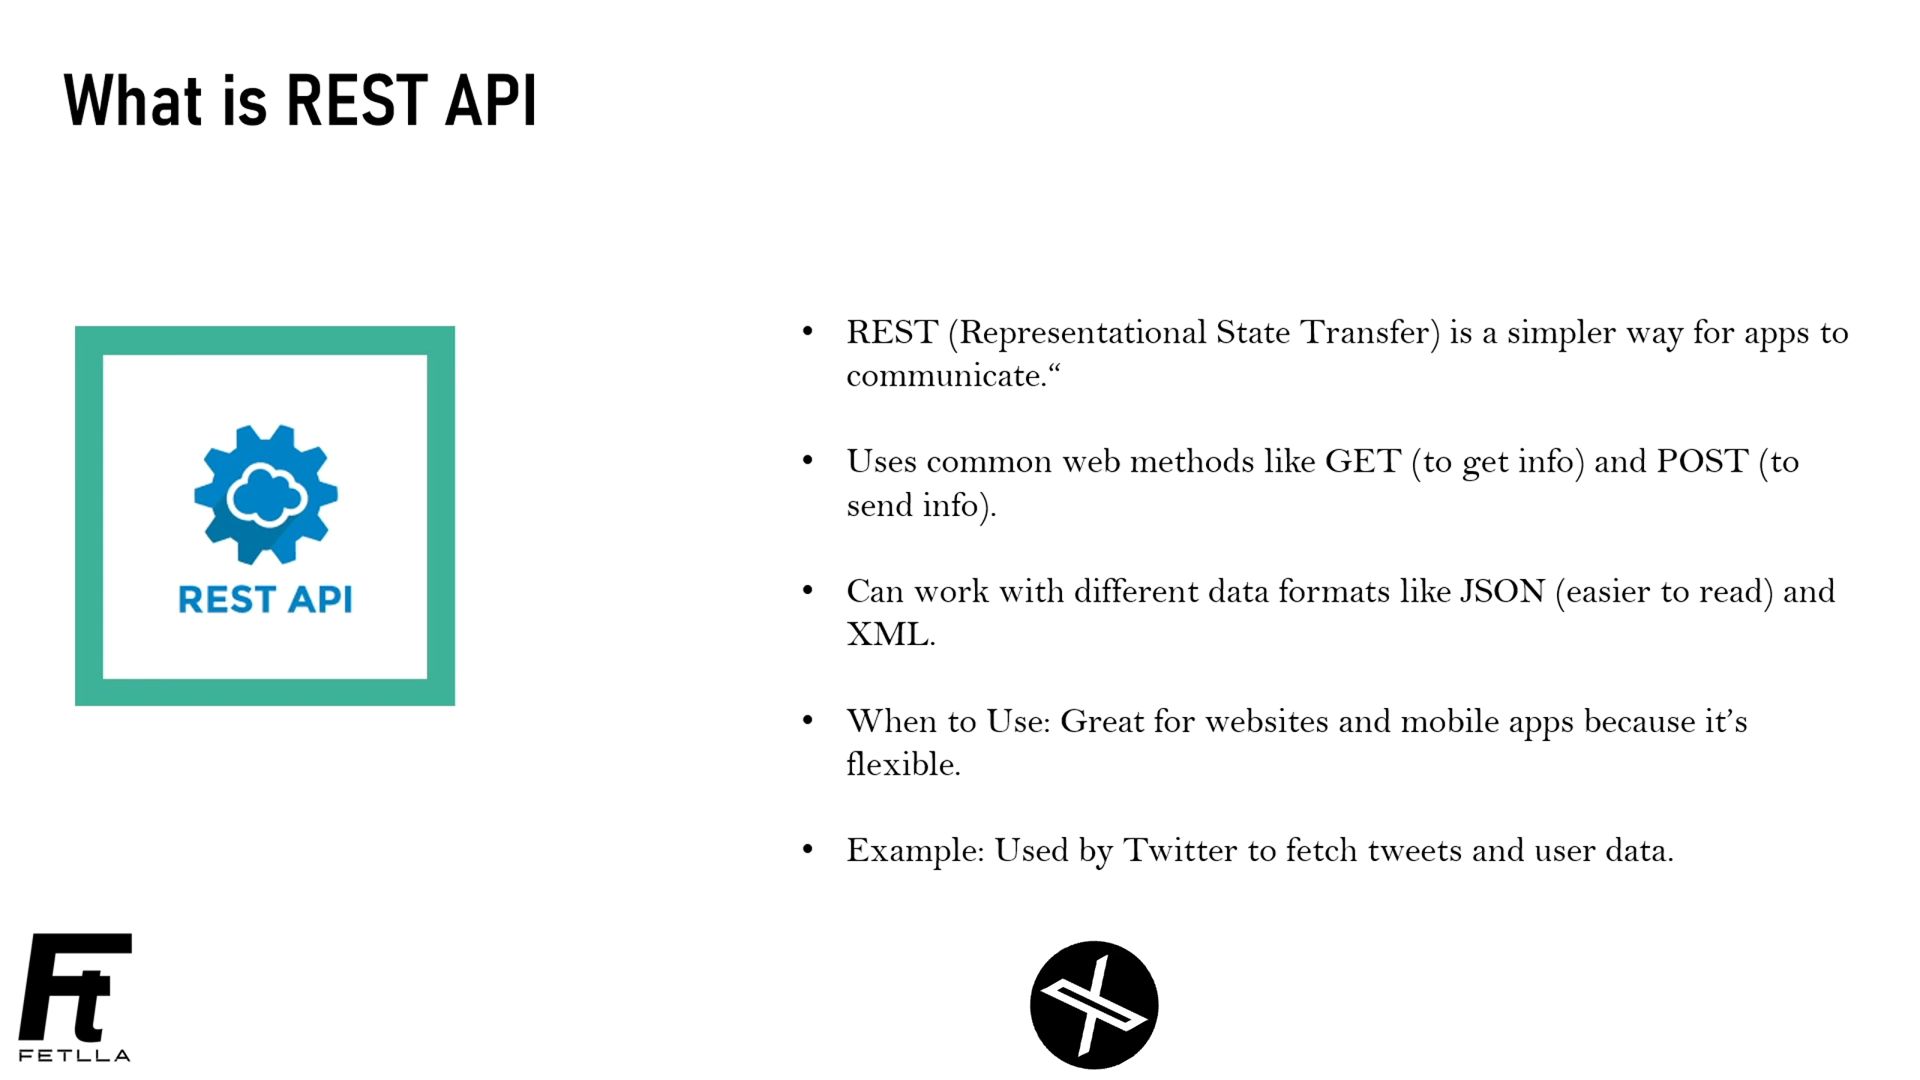 What is REST API
REST API
• REST (Representational State Transfer) is a simpler way for apps to
communicate.“
• Uses common web methods like GET (to get info) and POST (to
send info).
• Can work with different data formats like JSON (easier to read) and
XML.
• When to Use: Great for websites and mobile apps because it’s
flexible.
• Example: Used by Twitter to fetch tweets and user data.
Ft
FETLLA
X